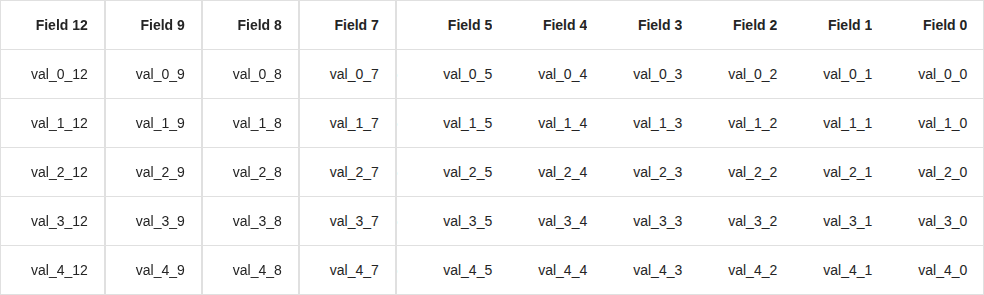 Field 12 Field 9 Field 8 Field 7 Field 5 Field 4 Field 3 Field 2 Field 1 Field 0
val_0_12 val_0_9 val_0_8 val_0_7 val_0_5 val_0_4 val_0_3 val_0_2 val_0_1 val_0_0
val_1_12 val_1_9 val_1_8 val_1_7 val_1_5 val_1_4 val_1_3 val_1_2 val_1_1 val_1_0
val_2_12 val_2_9 val_2_8 val_2_7 val_2_5 val_2_4 val_2_3 val_2_2 val_2_1 val_2_0
val_3_12 val_3_9 val_3_8 val_3_7 val_3_5 val_3_4 val_3_3 val_3_2 val_3_1 val_3_0
val_4_12 val_4_9 val_4_8 val_4_7 val_4_5 val_4_4 val_4_3 val_4_2 val_4_1 val_4_0